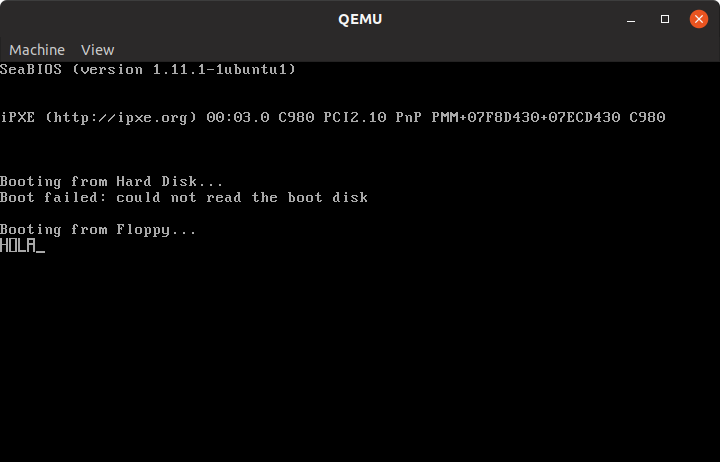 QEMU
Machine View
SeaBIOS (version 1.11.1-1ubuntu1)
iPXE (http://ipxe.org) 00:03.0 C980 PCI2.10 PnP PMM+07F8D430+07ECD430 C980
Booting from Hard Disk...
Boot failed: could not read the boot disk
Booting from Floppy...
HOLA_